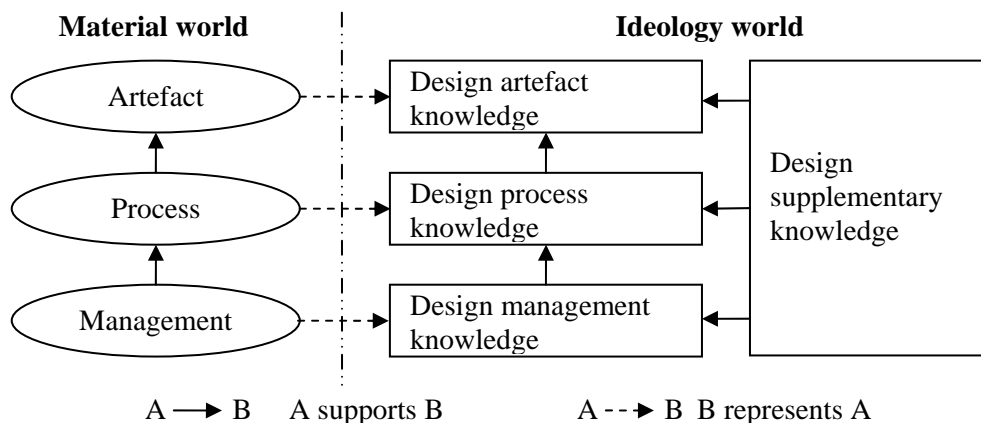 Material world
Ideology world
Artefact
Design artefact
knowledge
Process
Design process
knowledge
Management
Design management
knowledge
Design
supplementary
knowledge
A B A supports B
A B B represents A